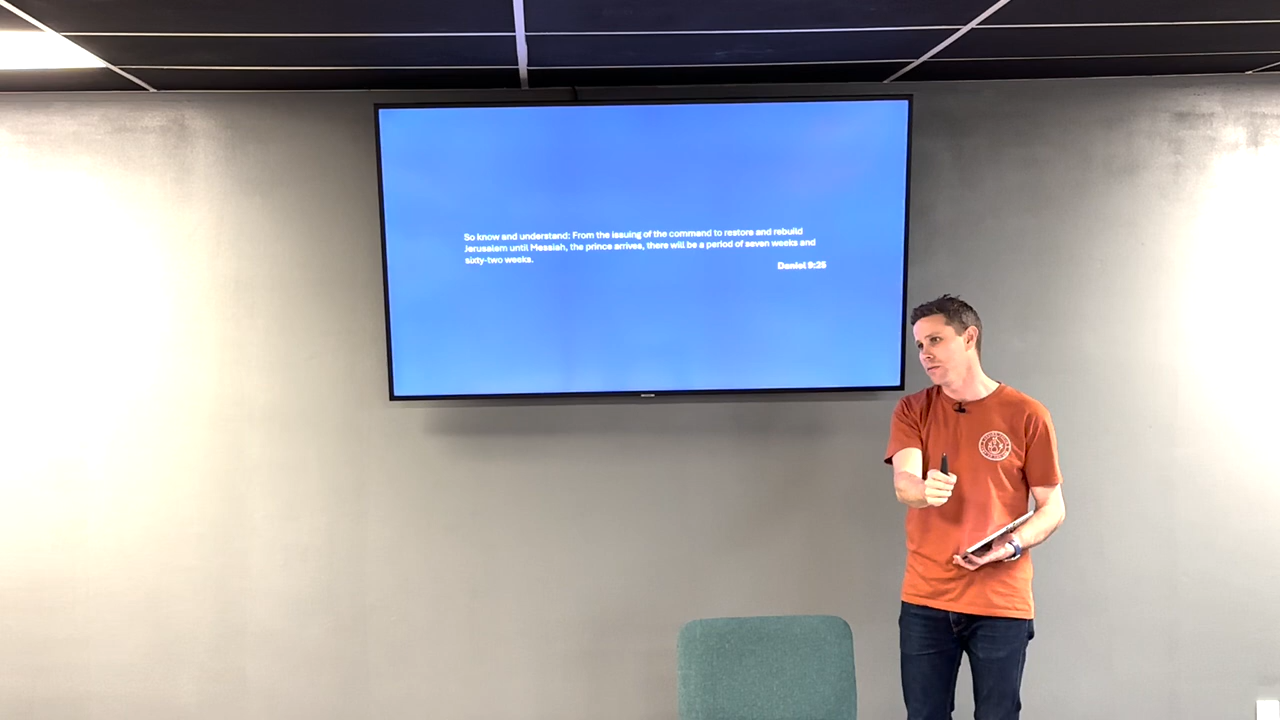 So know and understand: From the issuing of the command to restore and rebuild
Jerusalem until Messiah, the prince arrives, there will be a period of seven weeks and
sixty-two weeks.
Daniel 9:25